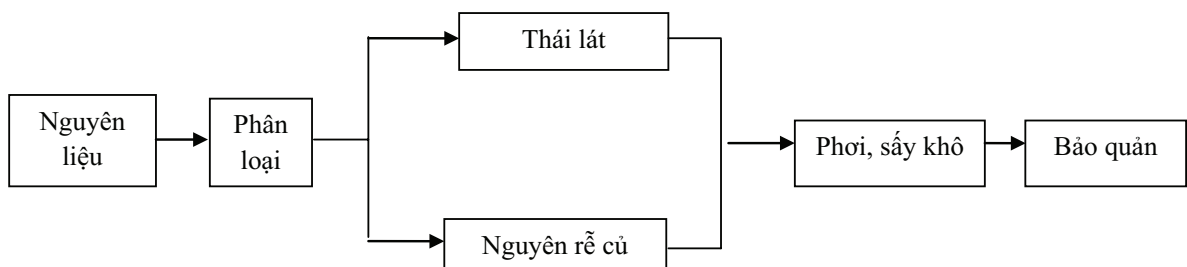 Thái lát
Nguyên
liệu
Phân
loại
Phơi, sấy khô
Bảo quản
Nguyên rễ củ